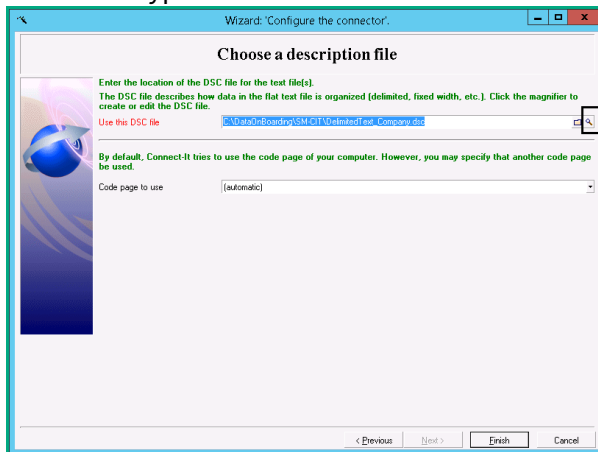 Wizard: 'Configure the connector'.
Choose a description file
Enter the location of the DSC file for the text file(s).
The DSC file describes how data in the flat text file is organized (delimited, fixed width, etc.). Click the magnifier to
create or edit the DSC file.
Use this DSC file C:\DataOnBoarding\SM-CIT\DelimitedText_Company.dsc
By default, Connect-It tries to use the code page of your computer. However, you may specify that another code page
be used.
Code page to use (automatic)
< Previous Next > Finish Cancel